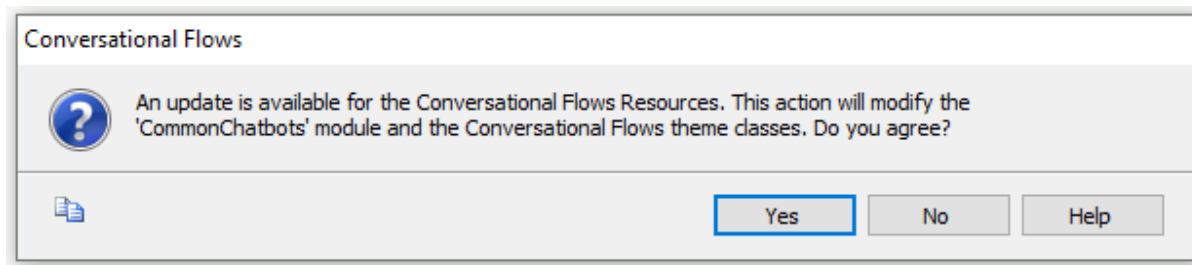 Conversational Flows
An update is available for the Conversational Flows Resources. This action will modify the
'CommonChatbots' module and the Conversational Flows theme classes. Do you agree?
Yes No Help